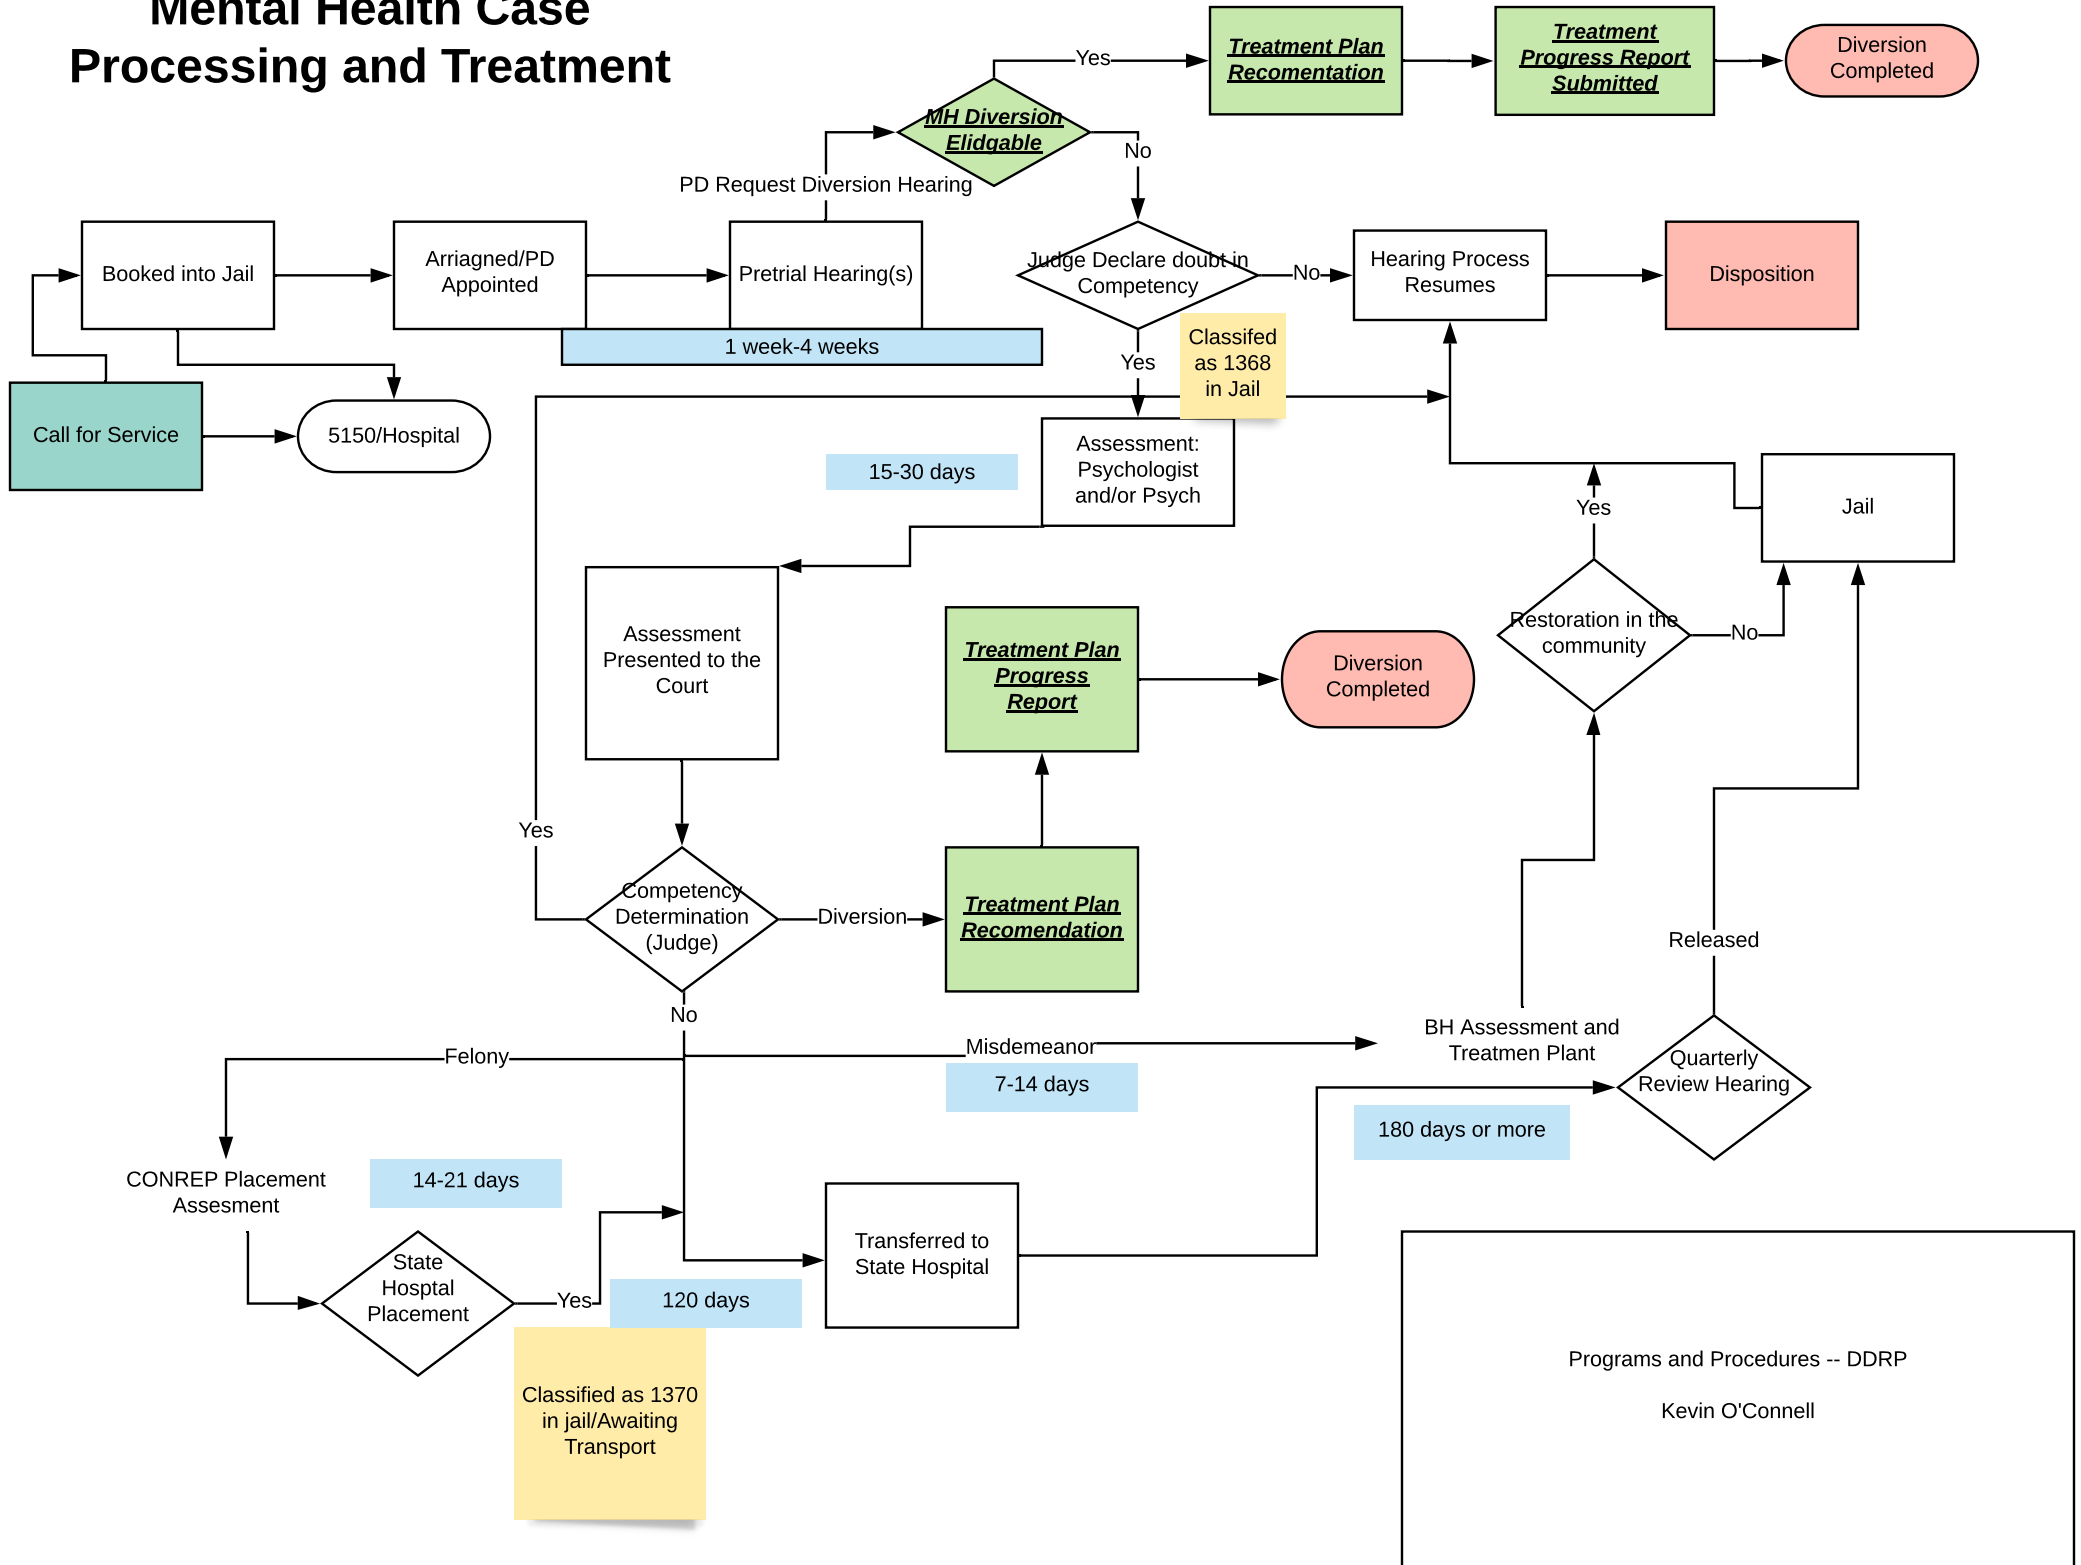 Mental Health Case
Processing and Treatment
Yes
Treatment Plan
Recomentation
Treatment
Progress Report
Submitted
Diversion
Completed
MH Diversion
Elidgable
No
PD Request Diversion Hearing
Booked into Jail
Arriagned/PD
Appointed
Pretrial Hearing(s)
Judge Declare doubt in
Competency
No
Hearing Process
Resumes
Disposition
1 week-4 weeks
Yes
Classifed
as 1368
in Jail
Call for Service
5150/Hospital
15-30 days
Assessment:
Psychologist
and/or Psych
Yes
Jail
Assessment
Presented to the
Court
Treatment Plan
Progress
Report
Diversion
Completed
Restoration in the
community
No
Yes
Competency
Determination
(Judge)
Diversion
Treatment Plan
Recomendation
Released
No
Felony
Misdemeanor
7-14 days
BH Assessment and
Treatmen Plant
Quarterly
Review Hearing
180 days or more
CONREP Placement
Assesment
14-21 days
State
Hosptal
Placement
Yes
120 days
Transferred to
State Hospital
Classified as 1370
in jail/Awaiting
Transport
Programs and Procedures -- DDRP
Kevin O'Connell